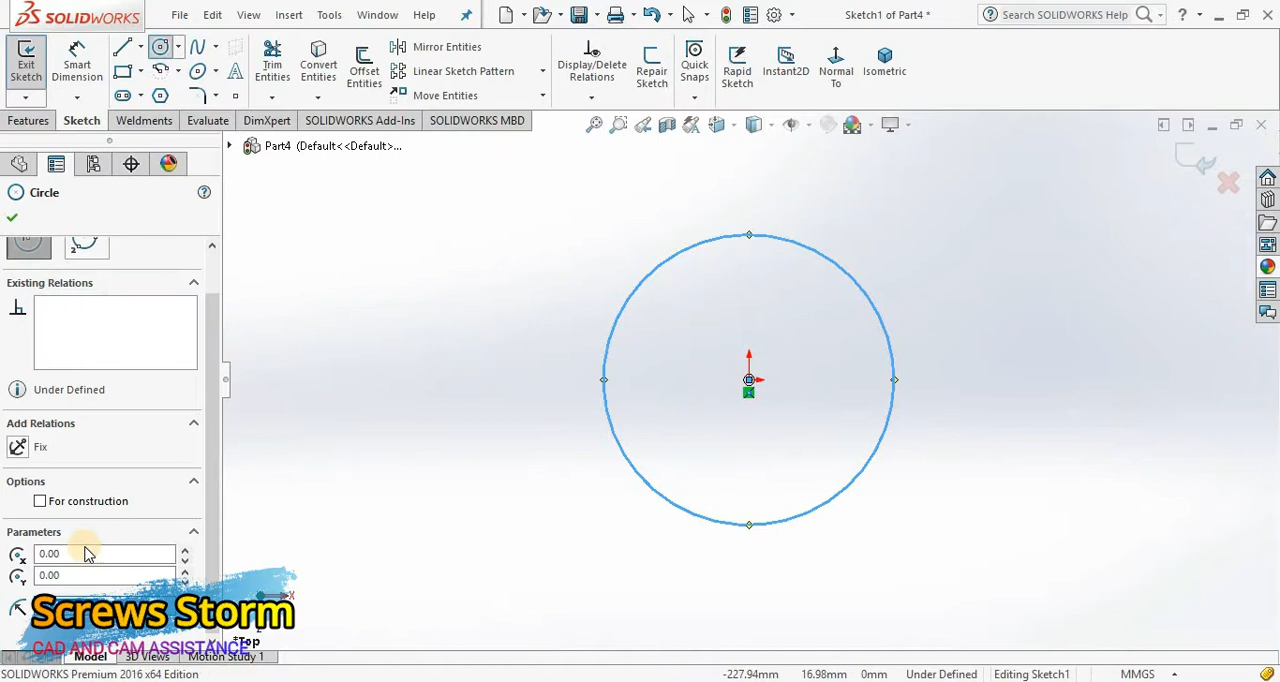 SOLIDWORKS
File Edit View Insert Tools Window Help
Sketch1 of Part4 *
Search SOLIDWORKS Help
Exit Sketch
Smart Dimension
Trim Entities
Convert Entities
Offset Entities
Mirror Entities
Linear Sketch Pattern
Move Entities
Display/Delete Relations
Repair Sketch
Quick Snaps
Rapid Sketch
Instant2D
Normal To
Isometric
Features Sketch Weldments Evaluate DimXpert SOLIDWORKS Add-Ins SOLIDWORKS MBD
Part4 (Default<<Default>...
Circle
Existing Relations
Under Defined
Add Relations
Fix
Options
For construction
Parameters
0.00
0.00
Screws Storm
CAD AND CAM ASSISTANCE
*Top
Model 3D Views Motion Study 1
SOLIDWORKS Premium 2016 x64 Edition
-227.94mm 16.98mm 0mm Under Defined Editing Sketch1 MMGS